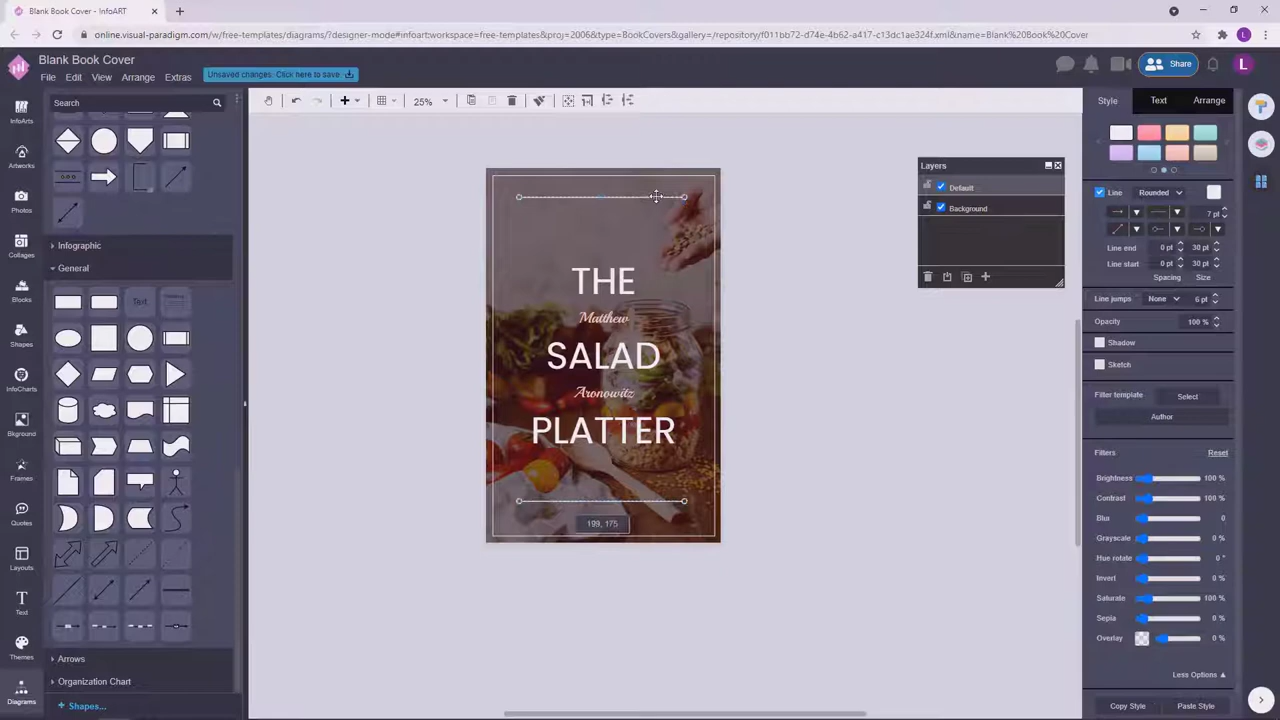 Blank Book Cover - InfoART
online.visual-paradigm.com/w/free-templates/diagrams/?designer-mode#infoart;workspace=free-templates&proj=2006&type=BookCovers&gallery=/repository/f011bb72-d74e-4b62-a417-c13dc1ae324f.xml&name=Blank%20Book%20Cover
L
Blank Book Cover
File Edit View Arrange Extras
Unsaved changes. Click here to save.
Share
L
Search
25%
Style Text Arrange
InfoArts
Artworks
Photos
Collages
Blocks
Shapes
InfoCharts
Bkground
Frames
Quotes
Layouts
Text
Themes
Diagrams
Infographic
General
Text
Arrows
Organization Chart
+ Shapes...
THE
Matthew
SALAD
Aronowitz
PLATTER
199, 175
Layers
Default
Background
Line Rounded
7 pt
Line end 0 pt 30 pt
Line start 0 pt 30 pt
Spacing Size
Line jumps None 6 pt
Opacity 100 %
Shadow
Sketch
Filter template Select
Author
Filters Reset
Brightness 100 %
Contrast 100 %
Blur 0
Grayscale 0 %
Hue rotate 0 °
Invert 0 %
Saturate 100 %
Sepia 0 %
Overlay 0 %
Less Options
Copy Style Paste Style